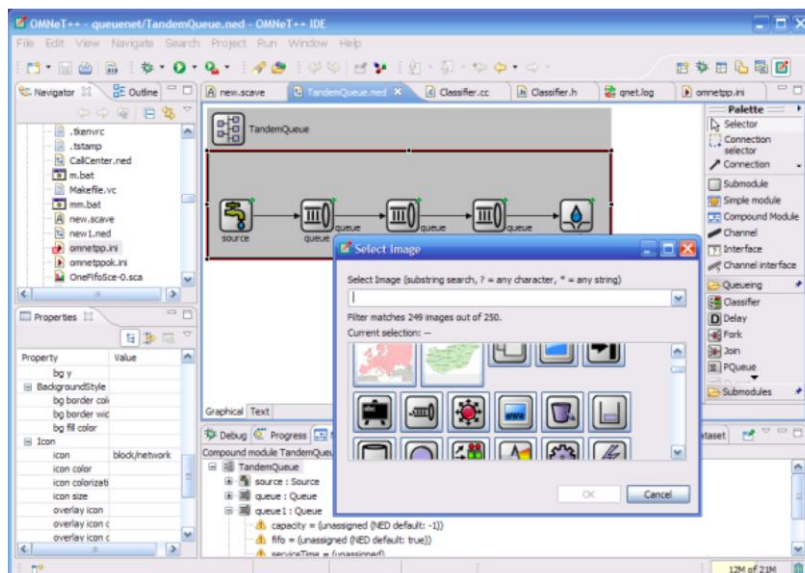 OMNeT++ - queuenet/TandemQueue.ned - OMNeT++ IDE
File Edit View Navigate Search Project Run Window Help
Navigator Outline
.tkenvrc
.tstamp
CallCenter.ned
m.bat
Makefile.vc
mm.bat
new.scave
new1.ned
omnetpp.ini
omnetppok.ini
OneFifoSce-0.sca
new.scave TandemQueue.ned Classifier.cc Classifier.h qnet.log omnetpp.ini
TandemQueue
source queue queue queue queue
Graphical Text
Palette
Selector
Connection selector
Connection
Submodule
Simple module
Compound Module
Channel
Interface
Channel interface
Queueing
Classifier
Delay
Fork
Join
PQueue
Submodules
Select Image
Select Image (substring search, ? = any character, * = any string)
Filter matches 249 images out of 250.
Current selection: --
abc
www
OK Cancel
Properties
Property Value
bg y
BackgroundStyle
bg border col
bg border wid
bg fill color
Icon
icon block/network
icon color
icon colorizati
icon size
overlay icon
overlay icon c
overlay icon
Debug Progress
ataset
Compound module TandemQueu
TandemQueue
source : Source
queue : Queue
queue1 : Queue
capacity = (unassigned (NED default: -1))
fifo = (unassigned (NED default: true))
serviceTime = (unassigned)
12M of 21M